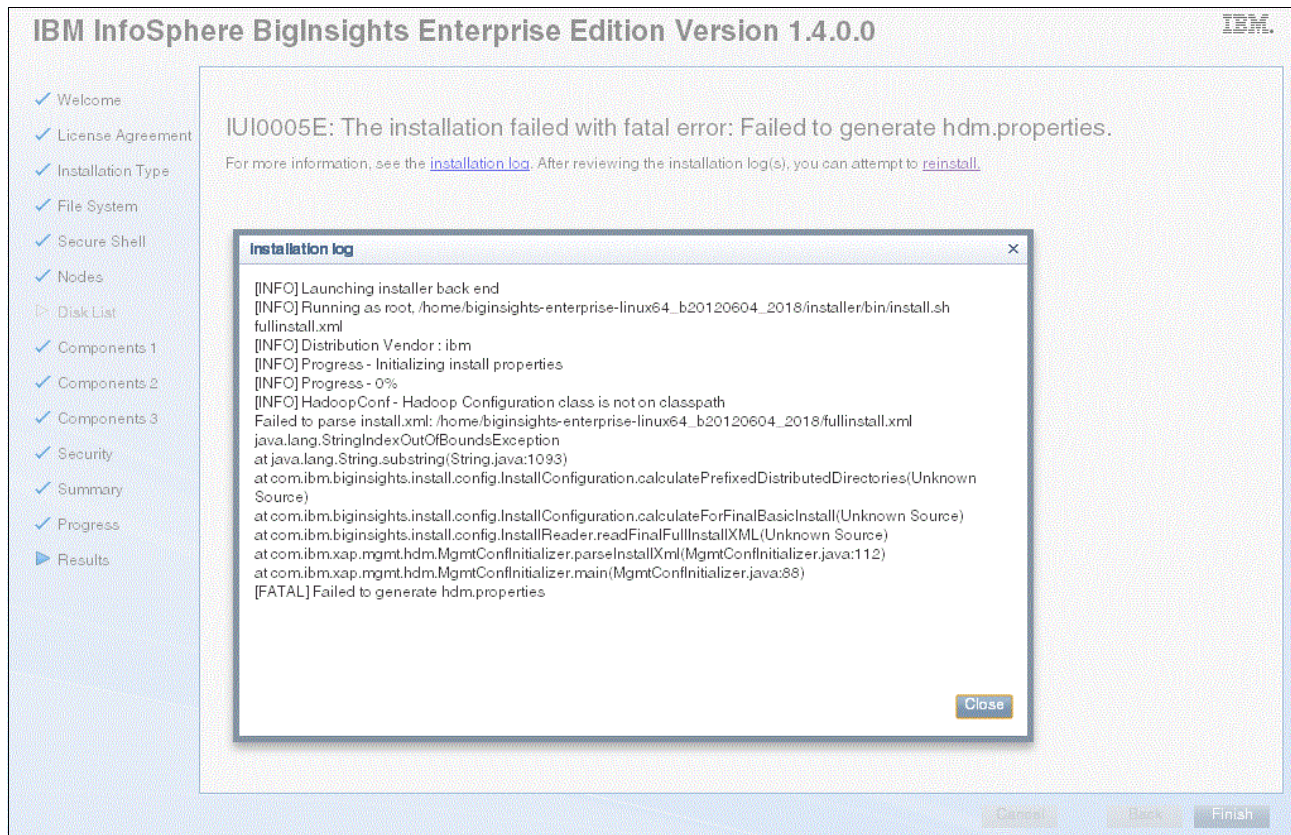 IBM InfoSphere BigInsights Enterprise Edition Version 1.4.0.0
IBM.
Welcome
License Agreement
Installation Type
File System
Secure Shell
Nodes
Disk List
Components 1
Components 2
Components 3
Security
Summary
Progress
Results
IUI0005E: The installation failed with fatal error: Failed to generate hdm.properties.
For more information, see the installation log. After reviewing the installation log(s), you can attempt to reinstall.
Installation log
[INFO] Launching installer back end
[INFO] Running as root, /home/biginsights-enterprise-linux64_b20120604_2018/installer/bin/install.sh
fullinstall.xml
[INFO] Distribution Vendor : ibm
[INFO] Progress - Initializing install properties
[INFO] Progress - 0%
[INFO] HadoopConf - Hadoop Configuration class is not on classpath
Failed to parse install.xml: /home/biginsights-enterprise-linux64_b20120604_2018/fullinstall.xml
java.lang.StringIndexOutOfBoundsException
at java.lang.String.substring(String.java:1093)
at com.ibm.biginsights.install.config.InstallConfiguration.calculatePrefixedDistributedDirectories(Unknown
Source)
at com.ibm.biginsights.install.config.InstallConfiguration.calculateForFinalBasicInstall(Unknown Source)
at com.ibm.biginsights.install.config.InstallReader.readFinalFullInstallXML(Unknown Source)
at com.ibm.xap.mgmt.hdm.MgmtConfInitializer.parseInstallXml(MgmtConfInitializer.java:112)
at com.ibm.xap.mgmt.hdm.MgmtConfInitializer.main(MgmtConfInitializer.java:88)
[FATAL] Failed to generate hdm.properties
Close
Cancel
Back
Finish